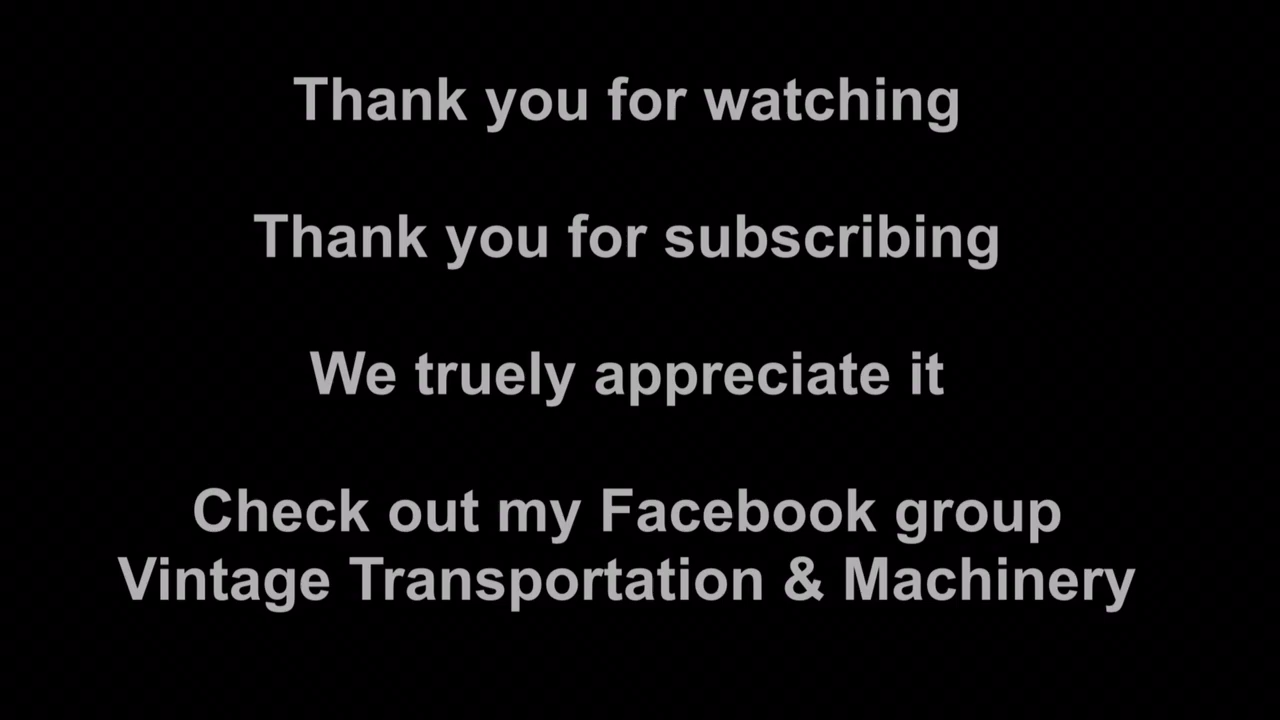 Thank you for watching
Thank you for subscribing
We truely appreciate it
Check out my Facebook group
Vintage Transportation & Machinery